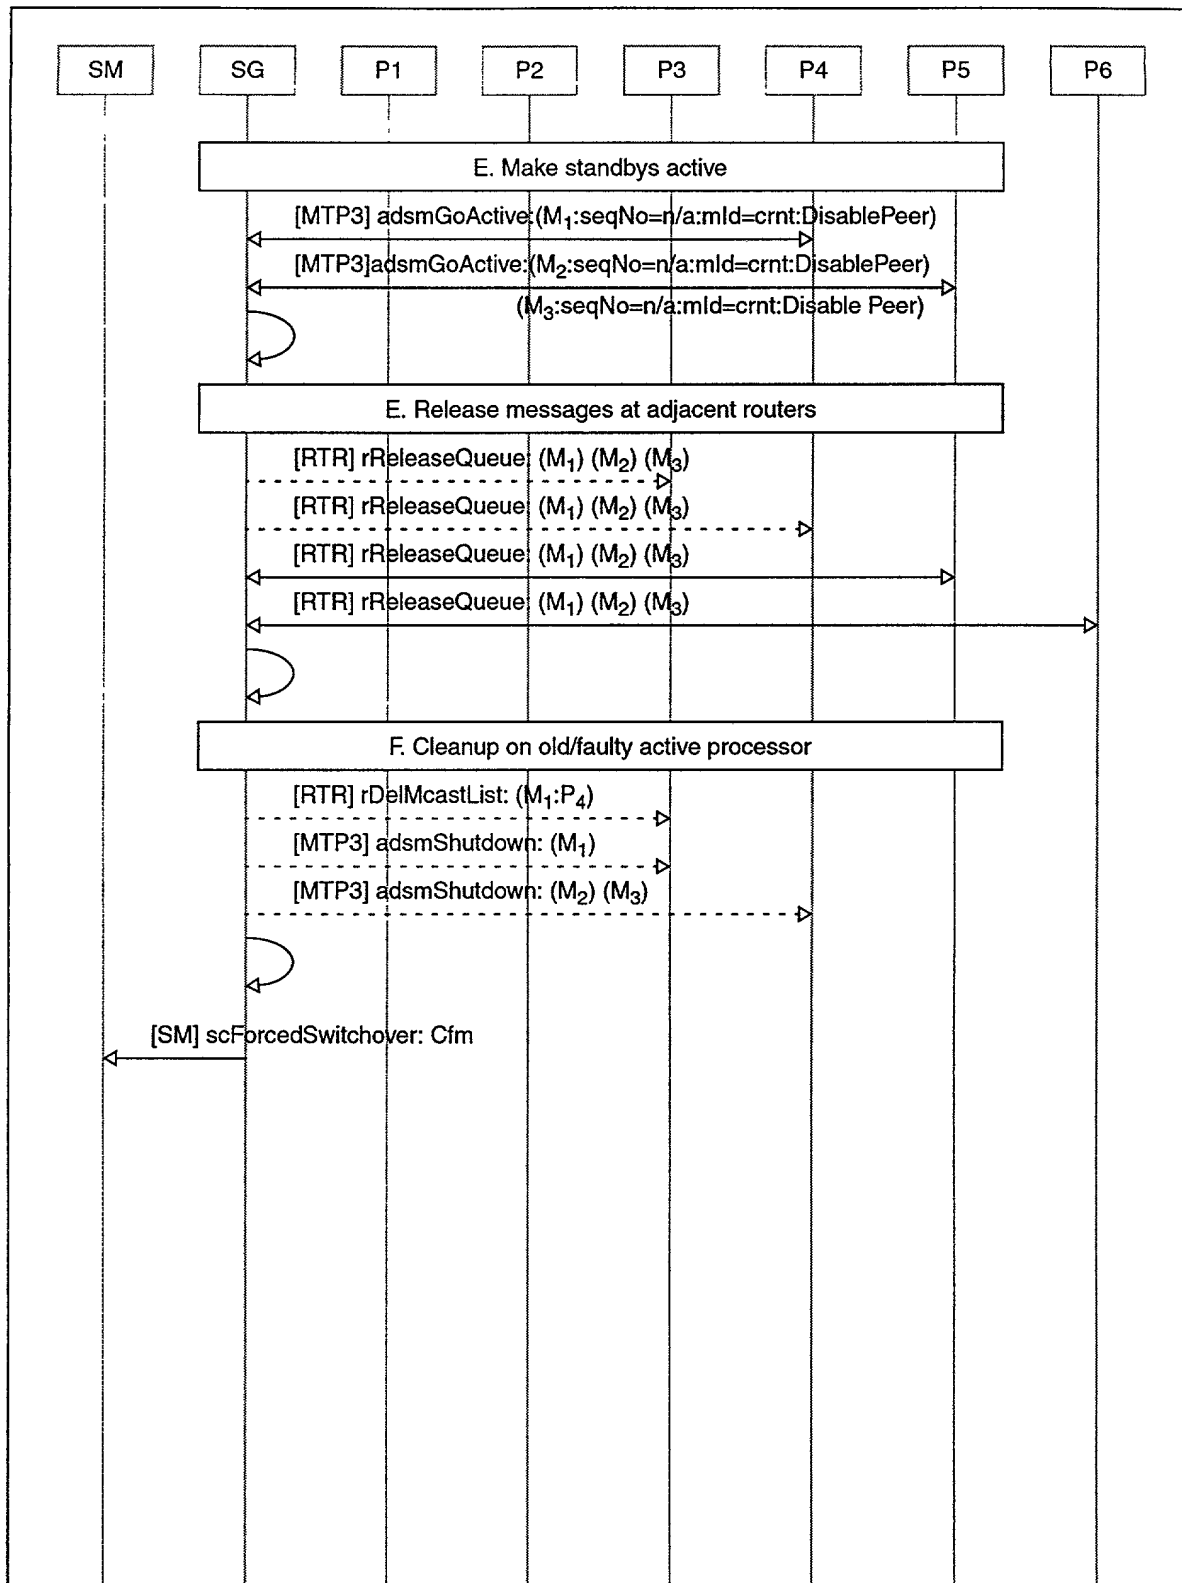 SM SG P1 P2 P3 P4 P5 P6
E. Make standbys active
[MTP3] adsmGoActive:(M1:seqNo=n/a:mId=crnt:DisablePeer)
[MTP3]adsmGoActive:(M2:seqNo=n/a:mId=crnt:DisablePeer)
(M3:seqNo=n/a:mId=crnt:Disable Peer)
E. Release messages at adjacent routers
[RTR] rReleaseQueue: (M1) (M2) (M3)
[RTR] rReleaseQueue: (M1) (M2) (M3)
[RTR] rReleaseQueue: (M1) (M2) (M3)
[RTR] rReleaseQueue: (M1) (M2) (M3)
F. Cleanup on old/faulty active processor
[RTR] rDelMcastList: (M1:P4)
[MTP3] adsmShutdown: (M1)
[MTP3] adsmShutdown: (M2) (M3)
[SM] scForcedSwitchover: Cfm